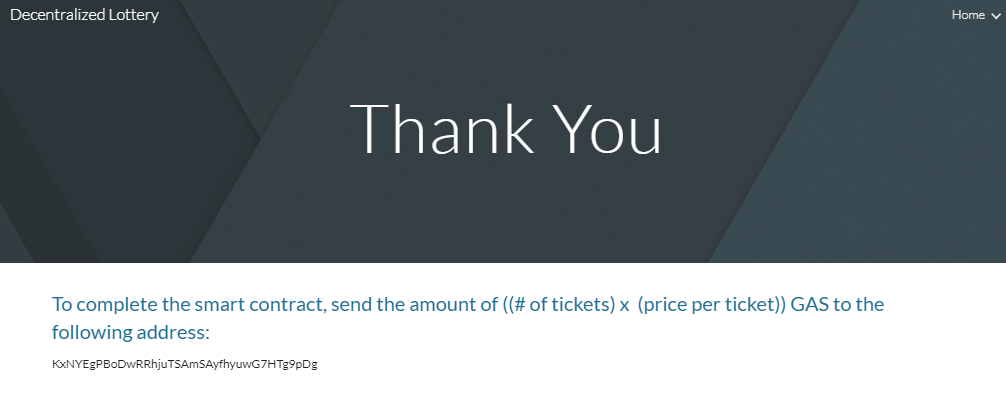 Decentralized Lottery
Home
Thank You
To complete the smart contract, send the amount of ((# of tickets) x (price per ticket)) GAS to the
following address:
KxNYEgPBoDwRRhjuTSAmSAyfhyuwG7HTg9pDg